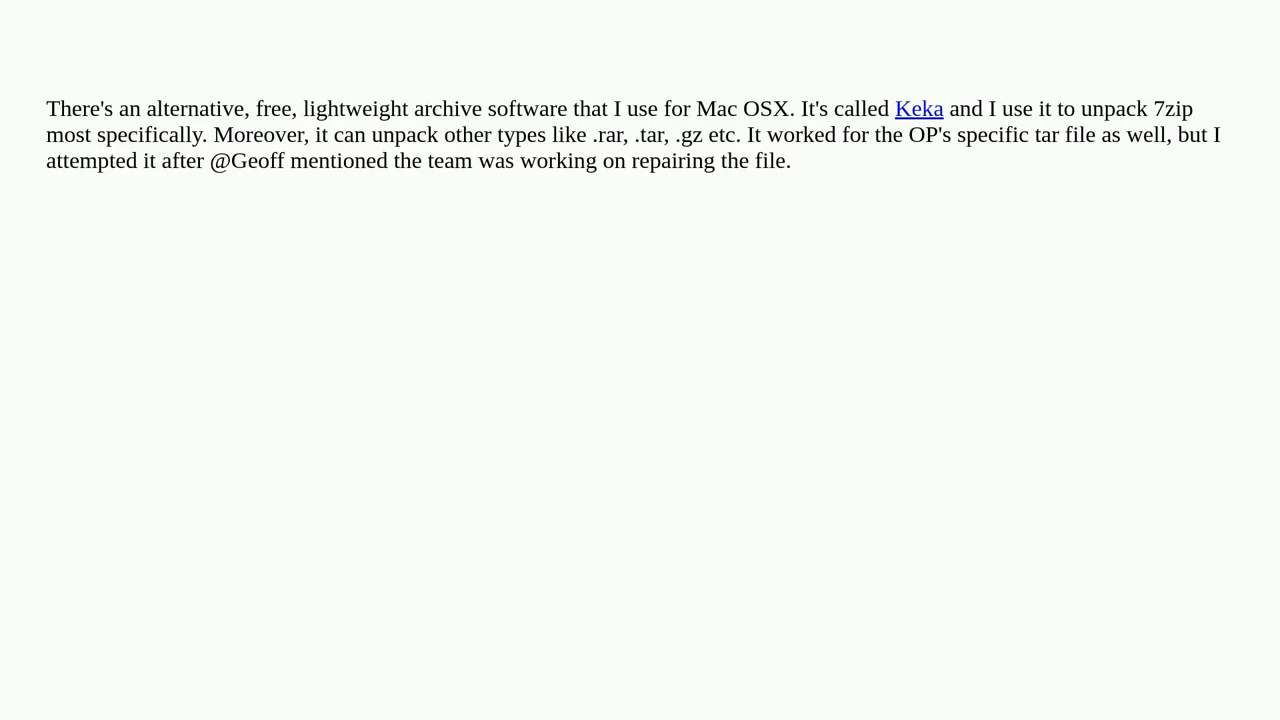 There's an alternative, free, lightweight archive software that I use for Mac OSX. It's called Keka and I use it to unpack 7zip
most specifically. Moreover, it can unpack other types like .rar, .tar, .gz etc. It worked for the OP's specific tar file as well, but I
attempted it after @Geoff mentioned the team was working on repairing the file.